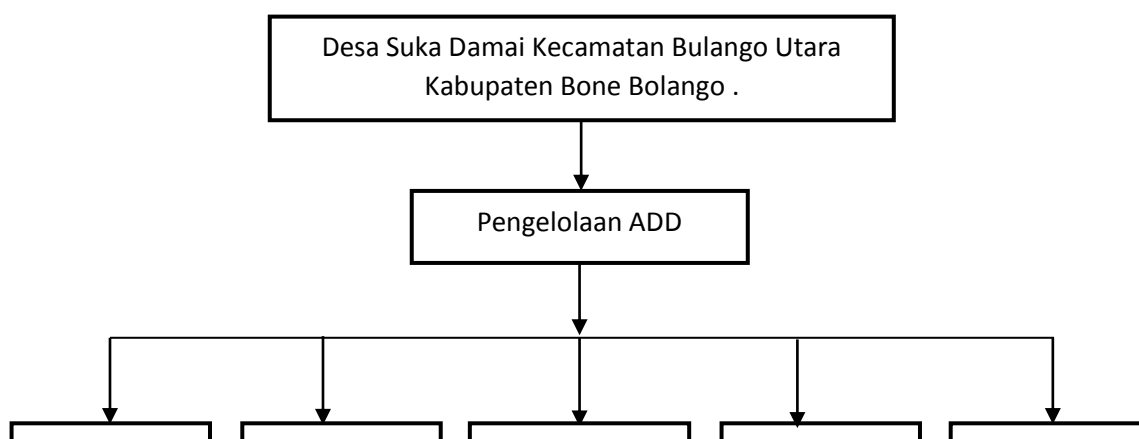 Desa Suka Damai Kecamatan Bulango Utara
Kabupaten Bone Bolango .
Pengelolaan ADD